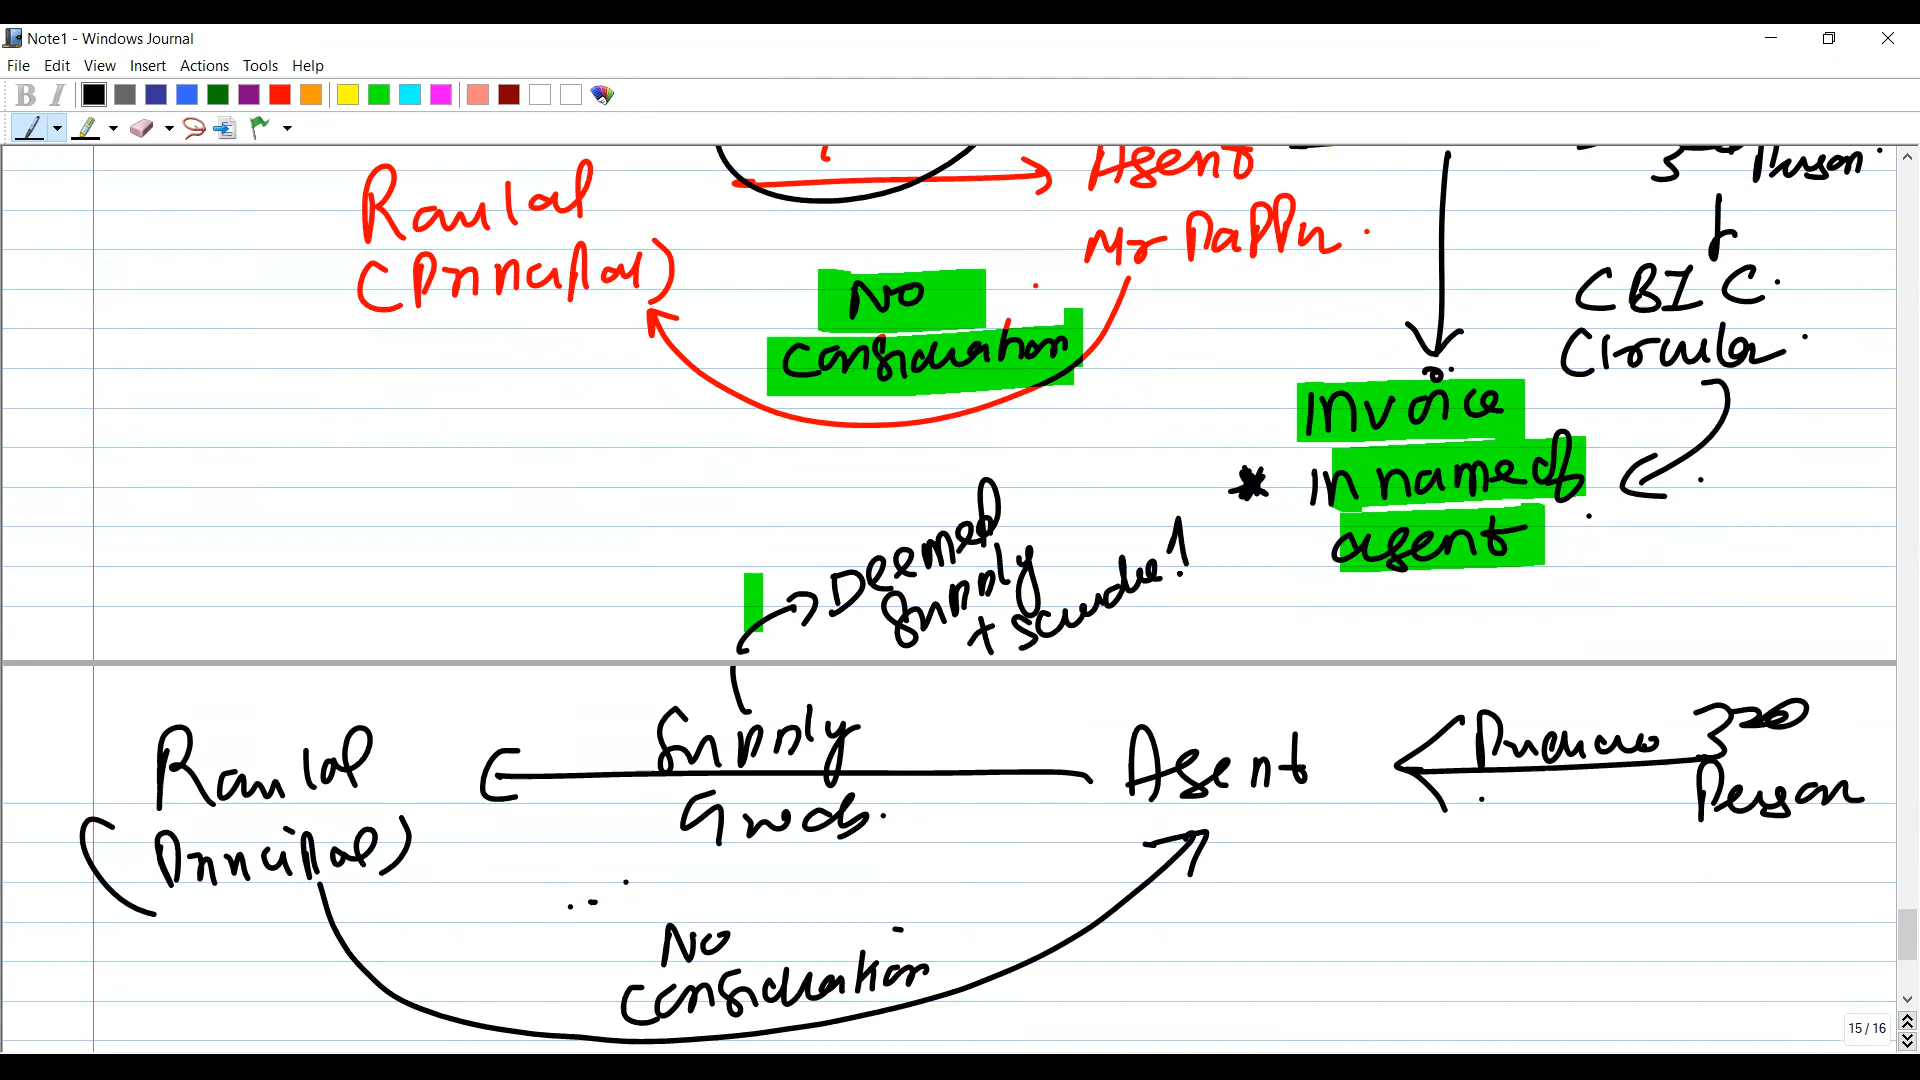 Note1 - Windows Journal
File Edit View Insert Actions Tools Help
B I
Agent
3rd Person.
Ramlal
(Principal)
Mr Pappu.
No
Consideration
CBIC
Circular
Invoice
* in name of
agent
Deemed
Supply
+ Schedule 1
Supply
Goods.
Ramlal
(Principal)
Agent
3rd
Person
No
Consideration
15 / 16